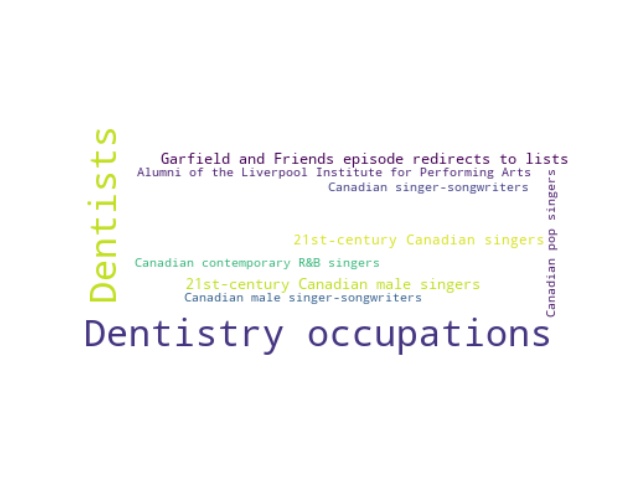 Dentists
Garfield and Friends episode redirects to lists
Alumni of the Liverpool Institute for Performing Arts
Canadian singer-songwriters
Canadian pop singers
21st-century Canadian singers
Canadian contemporary R&B singers
21st-century Canadian male singers
Canadian male singer-songwriters
Dentistry occupations